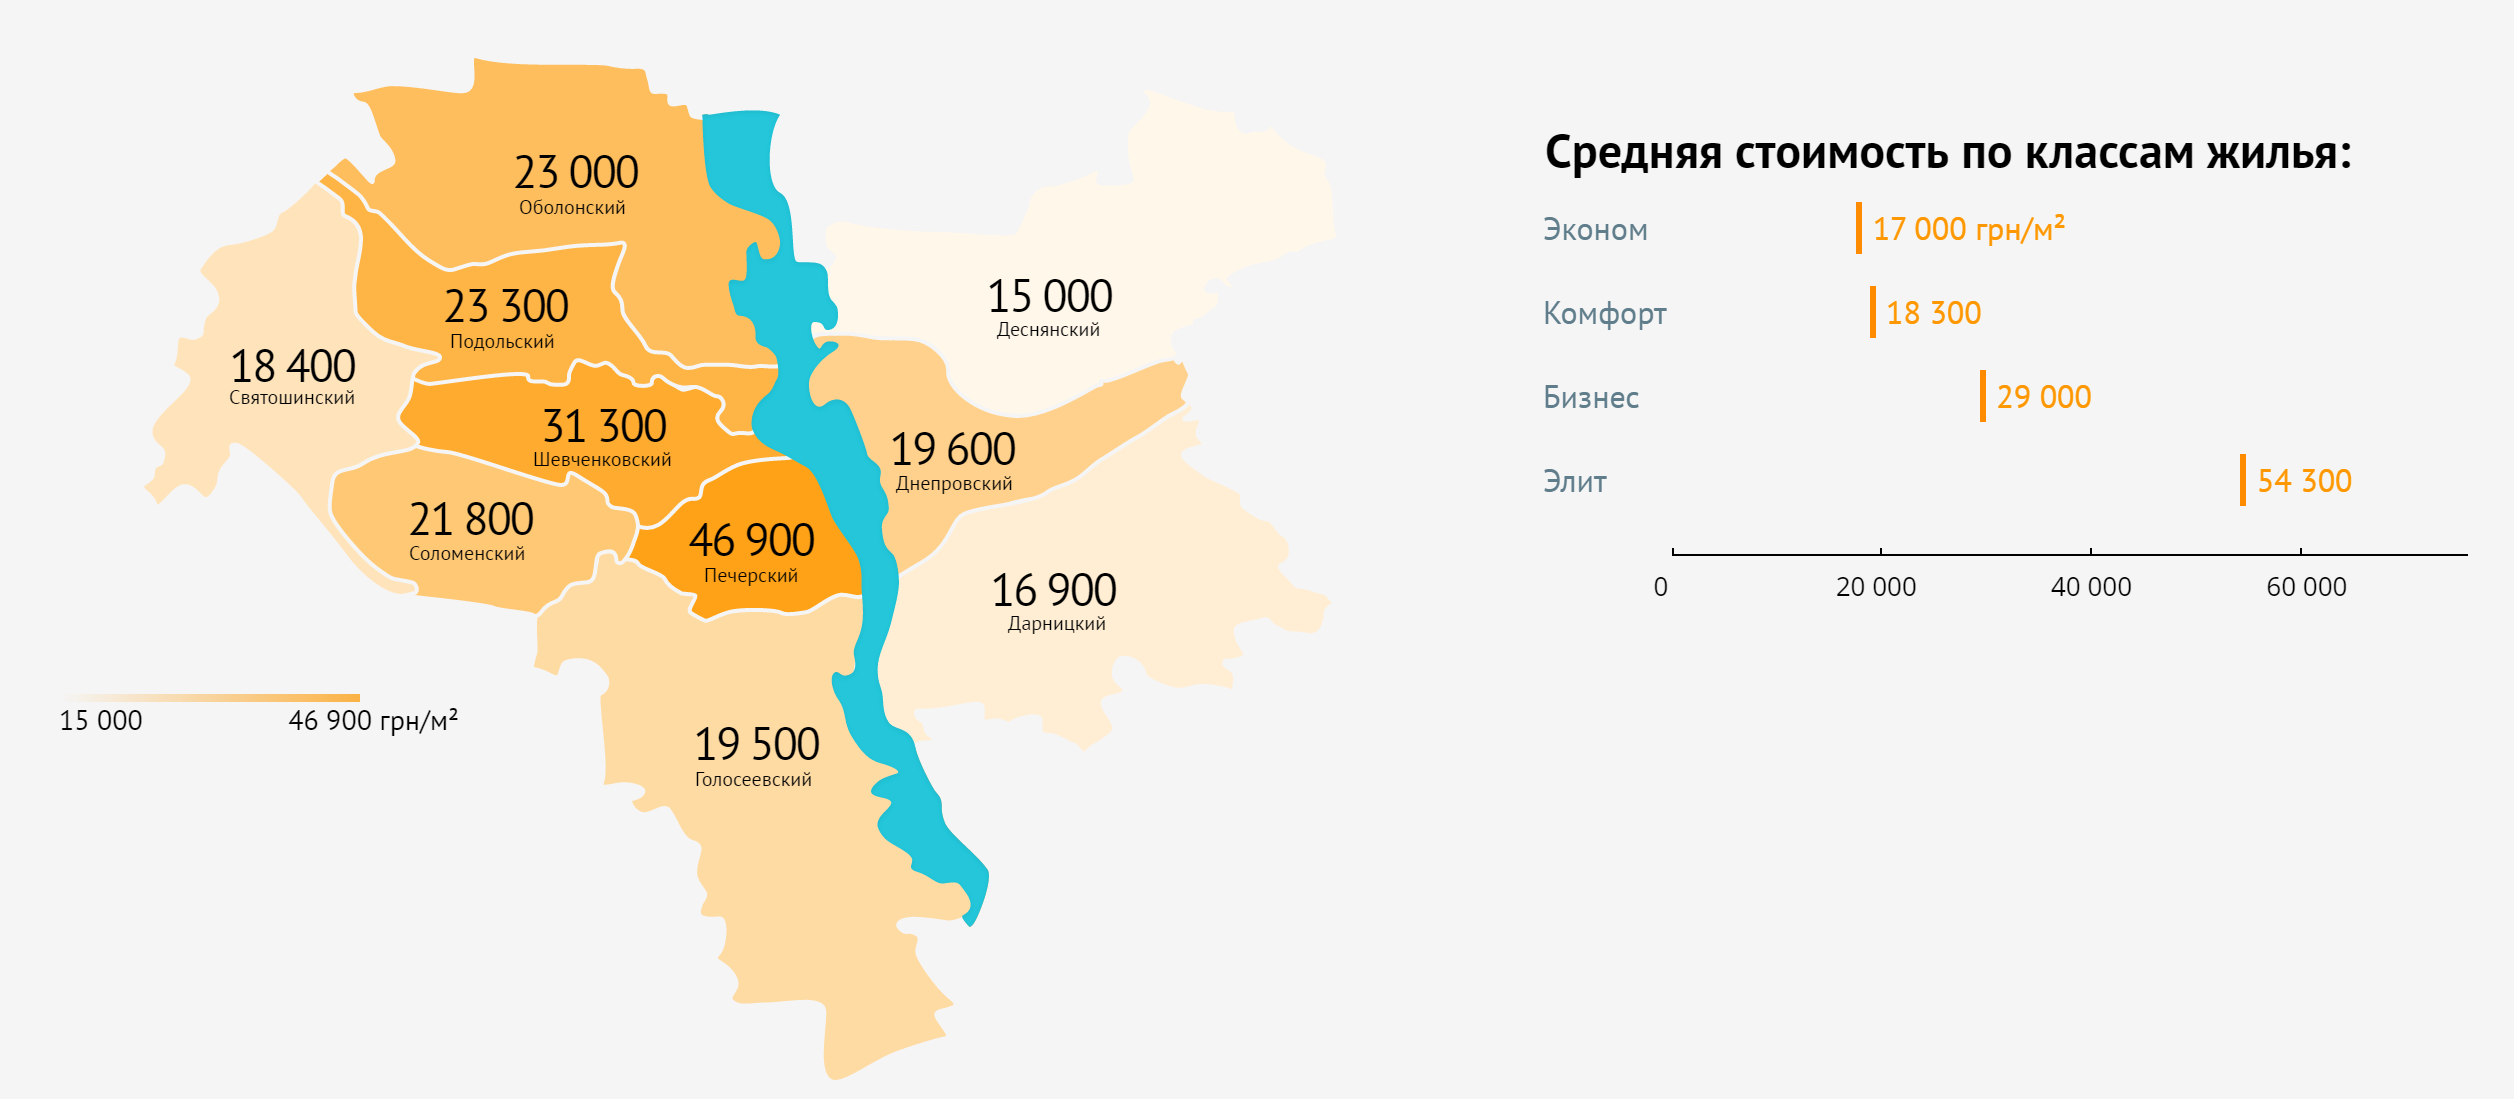 23 000
Оболонский
23 300
Подольский
18 400
Святошинский
31 300
Шевченковский
21 800
Соломенский
46 900
Печерский
15 000
Деснянский
19 600
Днепровский
16 900
Дарницкий
19 500
Голосеевский
15 000 46 900 грн/м²
Средняя стоимость по классам жилья:
Эконом 17 000 грн/м²
Комфорт 18 300
Бизнес 29 000
Элит 54 300
0 20 000 40 000 60 000